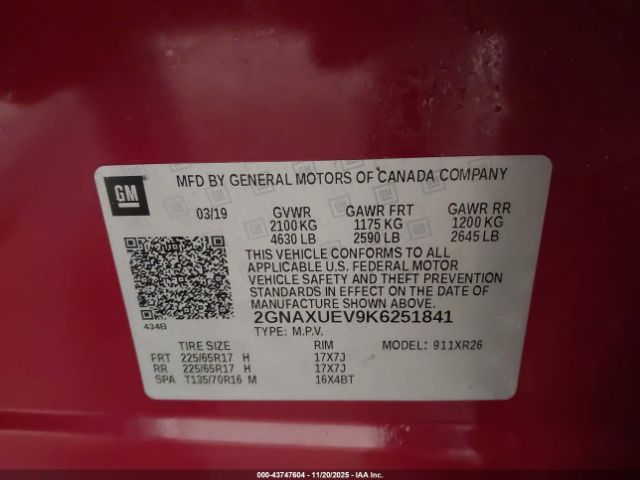 GM
MFD BY GENERAL MOTORS OF CANADA COMPANY
03/19 GVWR GAWR FRT GAWR RR
2100 KG 1175 KG 1200 KG
4630 LB 2590 LB 2645 LB
THIS VEHICLE CONFORMS TO ALL
APPLICABLE U.S. FEDERAL MOTOR
VEHICLE SAFETY AND THEFT PREVENTION
STANDARDS IN EFFECT ON THE DATE
OF MANUFACTURE SHOWN ABOVE.
434B 2GNAXUEV9K6251841
TYPE: M.P.V.
TIRE SIZE RIM MODEL: 911XR26
FRT 225/65R17 H 17X7J
RR 225/65R17 H 17X7J
SPA T135/70R16 M 16X4BT
000-43747604 - 11/20/2025 - IAAI.COM